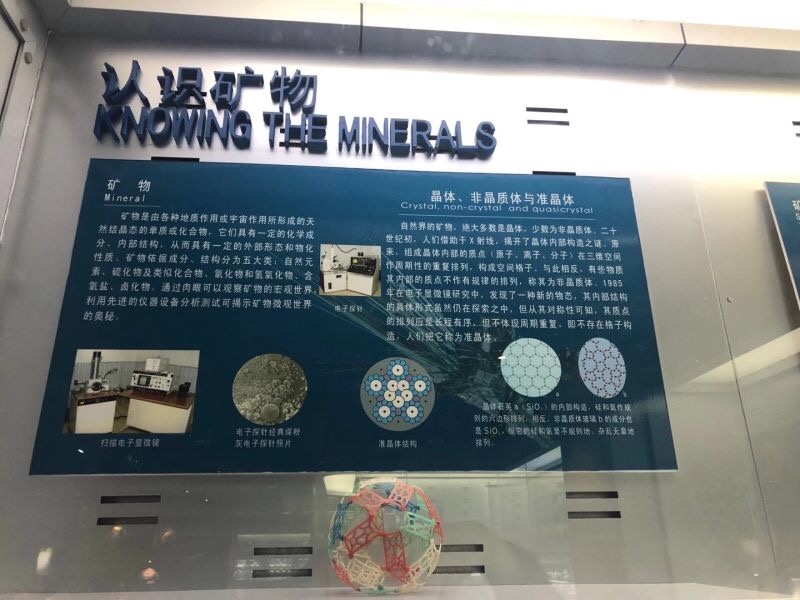 认识矿物
KNOWING THE MINERALS
矿 物
Mineral
矿物是由各种地质作用或宇宙作用所形成的天
然结晶态的单质或化合物，它们具有一定的化学成
分、内部结构，从而具有一定的外部形态和物化
性质。矿物依据成分、结构分为五大类：自然元
素、硫化物及类似化合物、氧化物和氢氧化物、含
氧盐、卤化物。通过肉眼可以观察矿物的宏观世界，
利用先进的仪器设备分析测试可揭示矿物微观世界
的奥秘。
电子探针
扫描电子显微镜
电子探针经典煤粉
灰电子探针照片
晶体、非晶质体与准晶体
Crystal, non-crystal and quasicrystal
自然界的矿物，绝大多数是晶体，少数为非晶质体。二十
世纪初，人们借助于X射线，揭开了晶体内部构造之谜。原
来，组成晶体内部的质点（原子、离子、分子）在三维空间
作周期性的重复排列，构成空间格子。与此相反，有些物质
其内部的质点不作有规律的排列，称其为非晶质体。1985
年在电子显微镜研究中，发现了一种新的物态，其内部结构
的具体形式虽然仍在探索之中，但从其对称性可知，其质点
的排列应是长程有序，但不体现周期重复，即不存在格子构
造，人们把它称为准晶体。
准晶体结构
a
b
晶体石英a（SiO₂）的内部构造，硅和氧作规
则的六边形排列。相反，非晶质体玻璃b的成分也
是SiO₂，但它的硅和氧呈不规则地、杂乱无章地
排列。